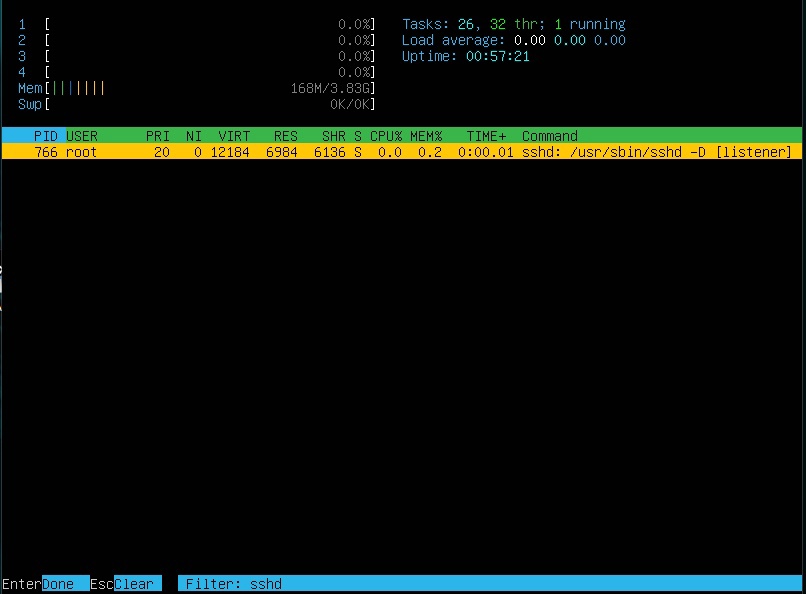 1 [ 0.0%] Tasks: 26, 32 thr; 1 running
2 [ 0.0%] Load average: 0.00 0.00 0.00
3 [ 0.0%] Uptime: 00:57:21
4 [ 0.0%]
Mem[||||||| 168M/3.83G]
Swp[ 0K/0K]
PID USER PRI NI VIRT RES SHR S CPU% MEM% TIME+ Command
766 root 20 0 12184 6984 6136 S 0.0 0.2 0:00.01 sshd: /usr/sbin/sshd -D [listener]
EnterDone EscClear Filter: sshd